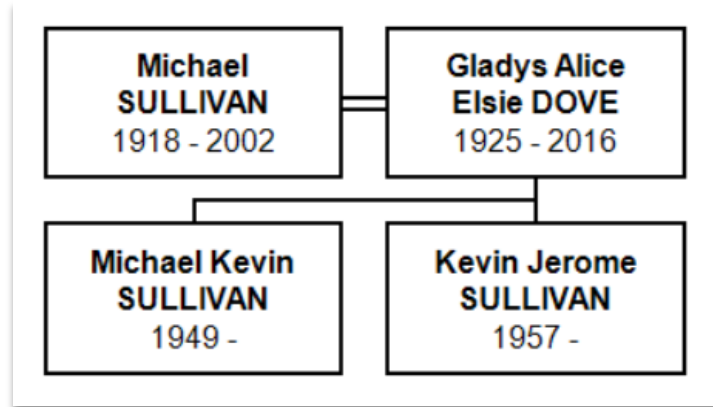 Michael
SULLIVAN
1918 - 2002
Gladys Alice
Elsie DOVE
1925 - 2016
Michael Kevin
SULLIVAN
1949 -
Kevin Jerome
SULLIVAN
1957 -